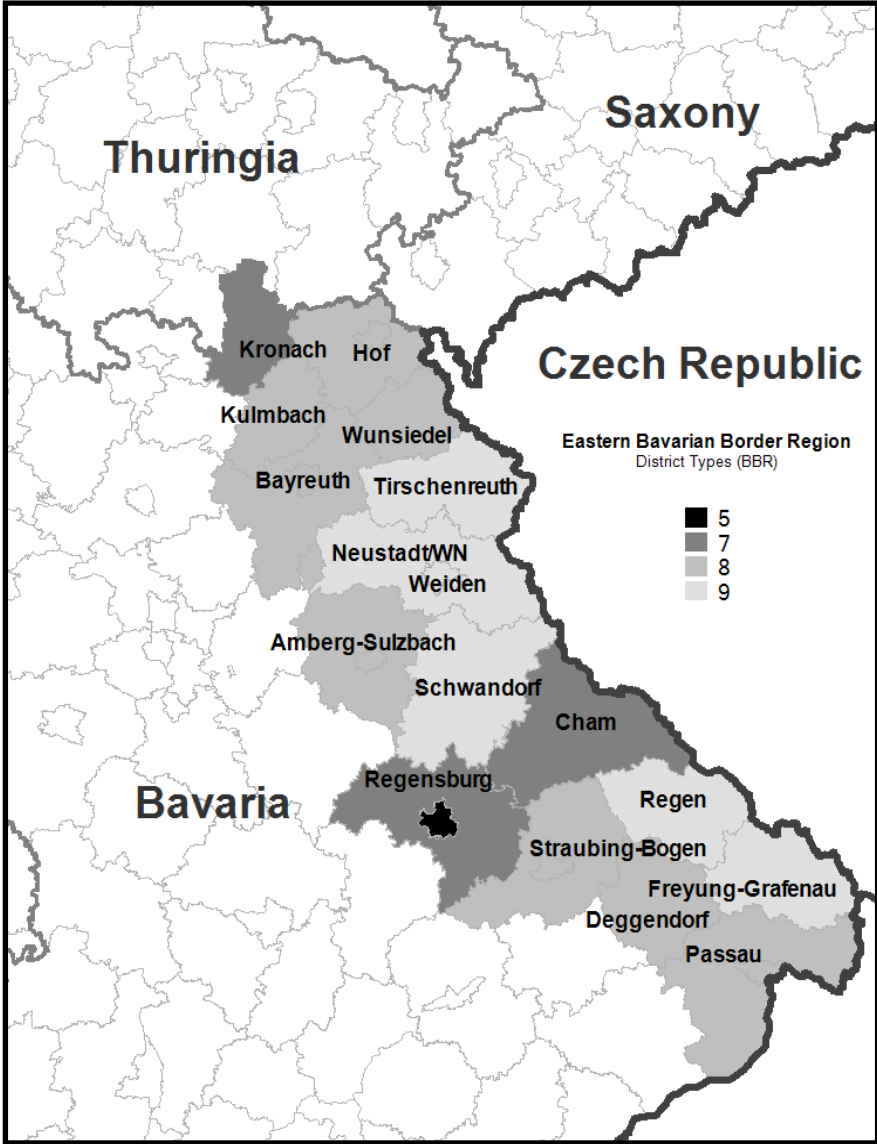 Saxony
Thuringia
Kronach
Hof
Czech Republic
Kulmbach
Wunsiedel
Eastern Bavarian Border Region
District Types (BBR)
Bayreuth
Tirschenreuth
5
7
8
9
Neustadt/WN
Weiden
Amberg-Sulzbach
Schwandorf
Cham
Regensburg
Bavaria
Regen
Straubing-Bogen
Freyung-Grafenau
Deggendorf
Passau